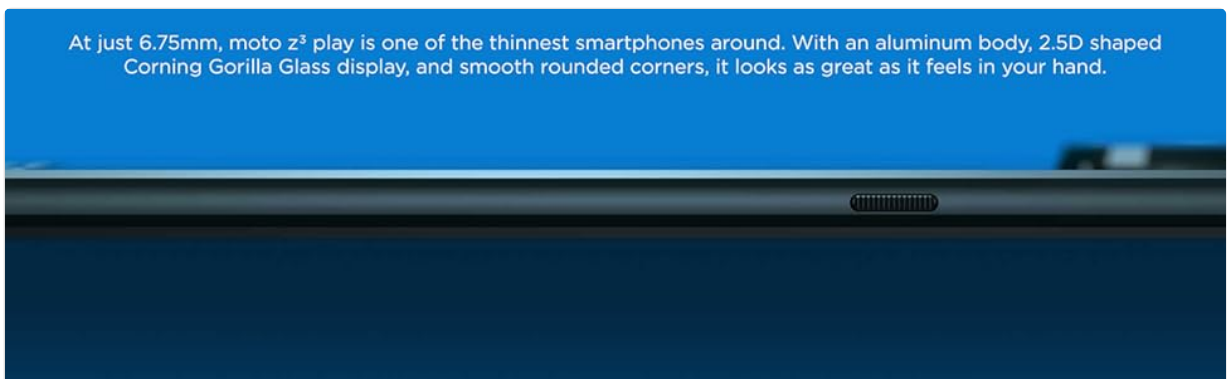 At just 6.75mm, moto z³ play is one of the thinnest smartphones around. With an aluminum body, 2.5D shaped
Corning Gorilla Glass display, and smooth rounded corners, it looks as great as it feels in your hand.